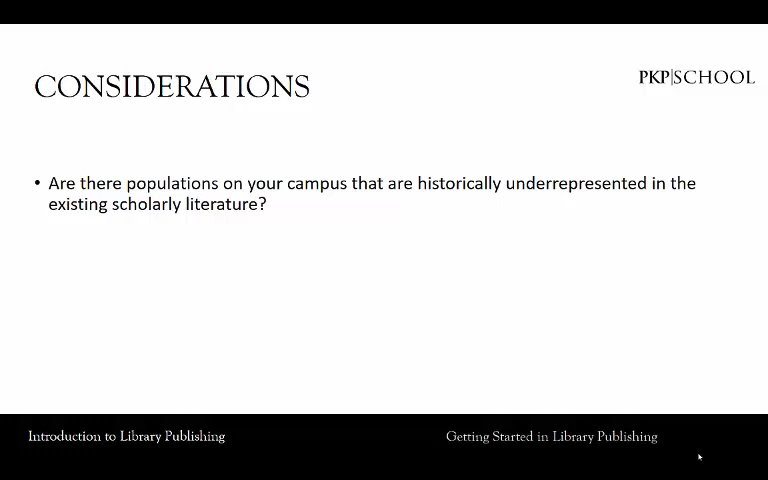 CONSIDERATIONS
PKP|SCHOOL
• Are there populations on your campus that are historically underrepresented in the
existing scholarly literature?
Introduction to Library Publishing
Getting Started in Library Publishing